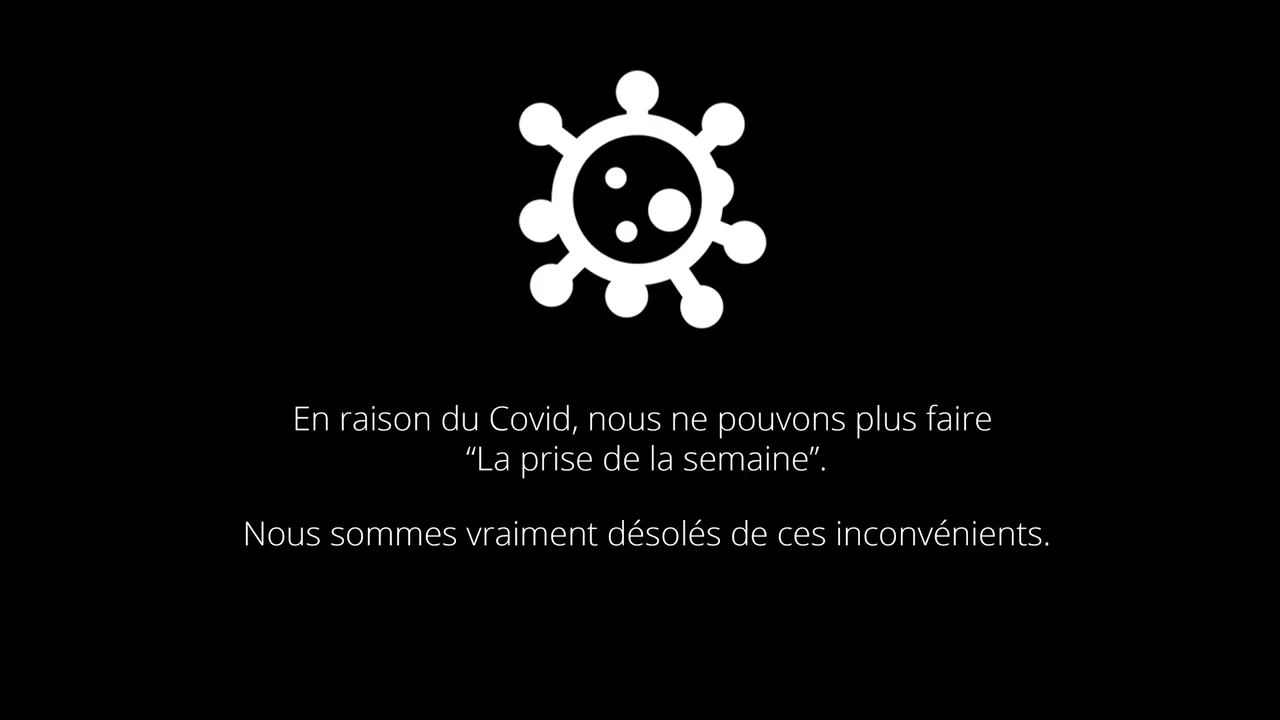 En raison du Covid, nous ne pouvons plus faire
“La prise de la semaine”.
Nous sommes vraiment désolés de ces inconvénients.